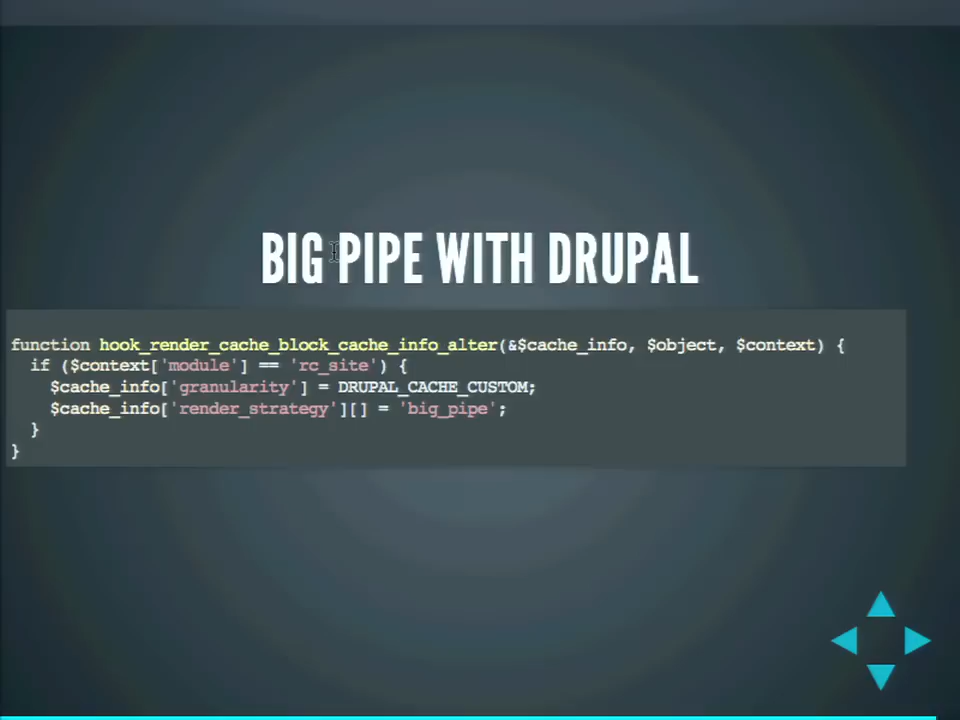 BIG PIPE WITH DRUPAL
function hook_render_cache_block_cache_info_alter(&$cache_info, $object, $context) {
  if ($context['module'] == 'rc_site') {
    $cache_info['granularity'] = DRUPAL_CACHE_CUSTOM;
    $cache_info['render_strategy'][] = 'big_pipe';
  }
}